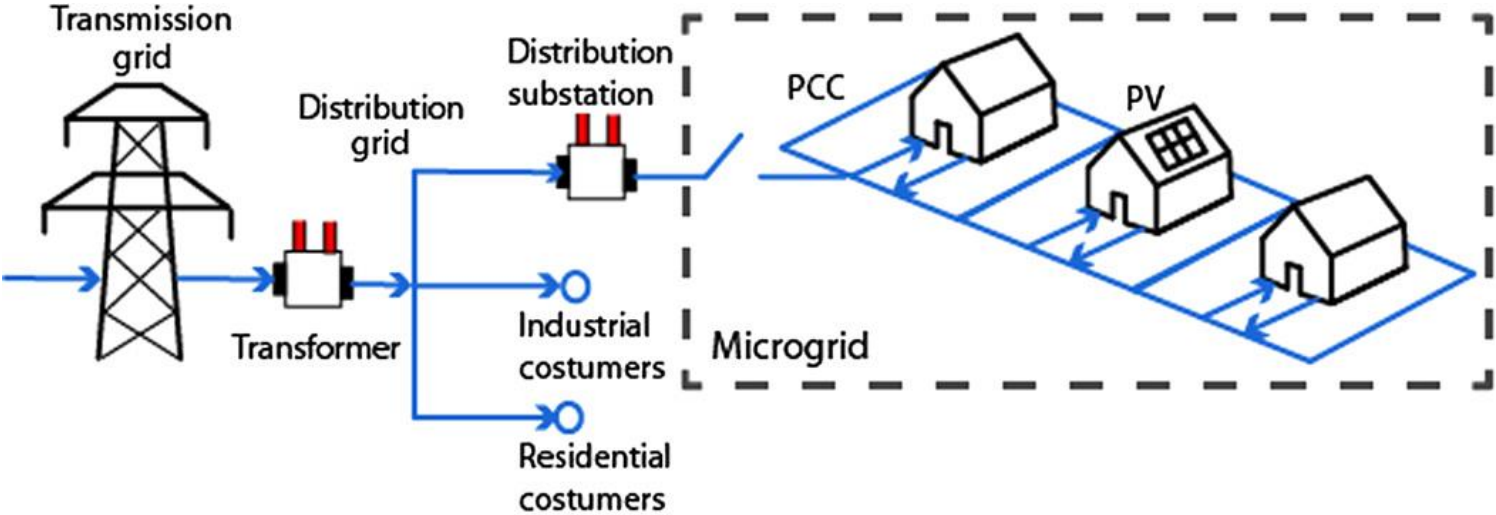 Transmission
grid
Distribution
grid
Transformer
Distribution
substation
Industrial
costumers
Residential
costumers
PCC
PV
Microgrid